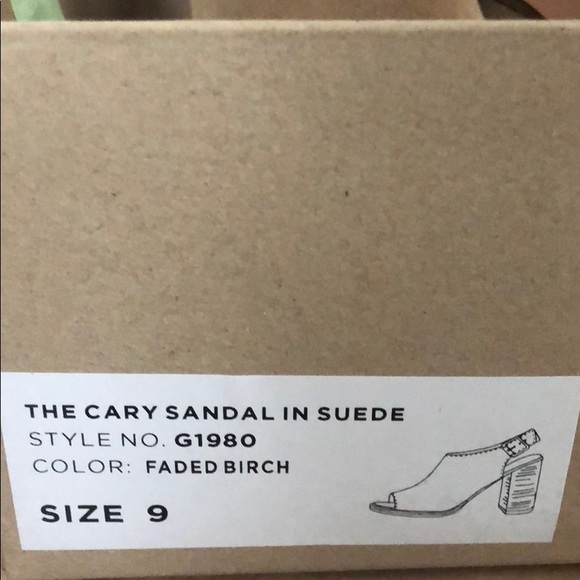 THE CARY SANDAL IN SUEDE
STYLE NO. G1980
COLOR: FADED BIRCH
SIZE 9